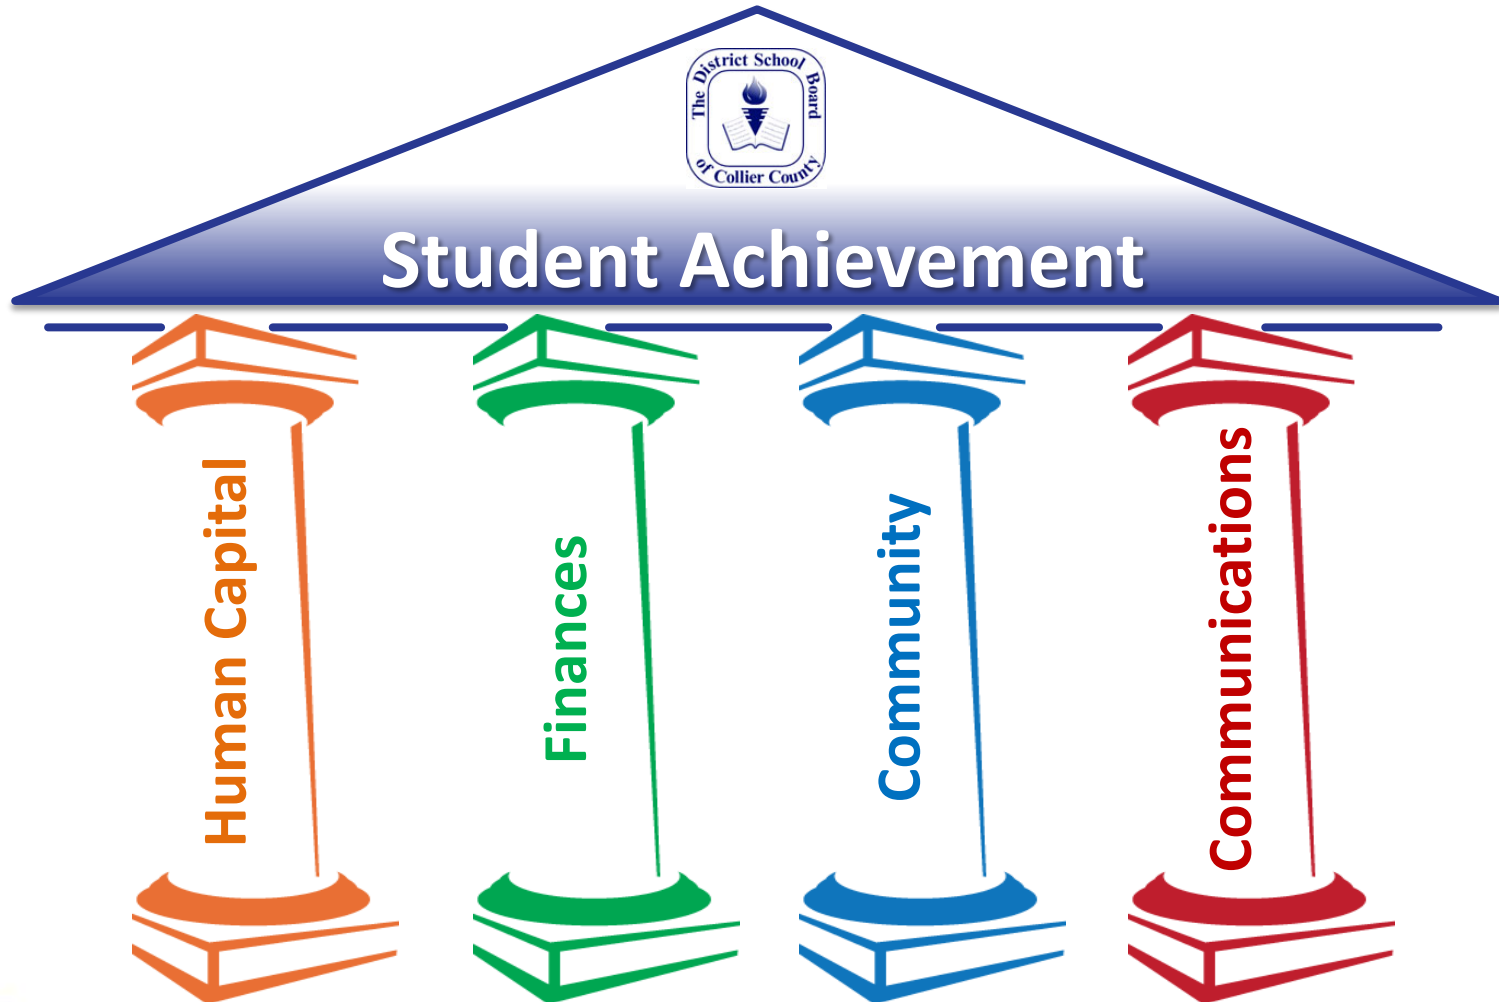 The District School Board
of Collier County
Student Achievement
Human Capital
Finances
Community
Communications